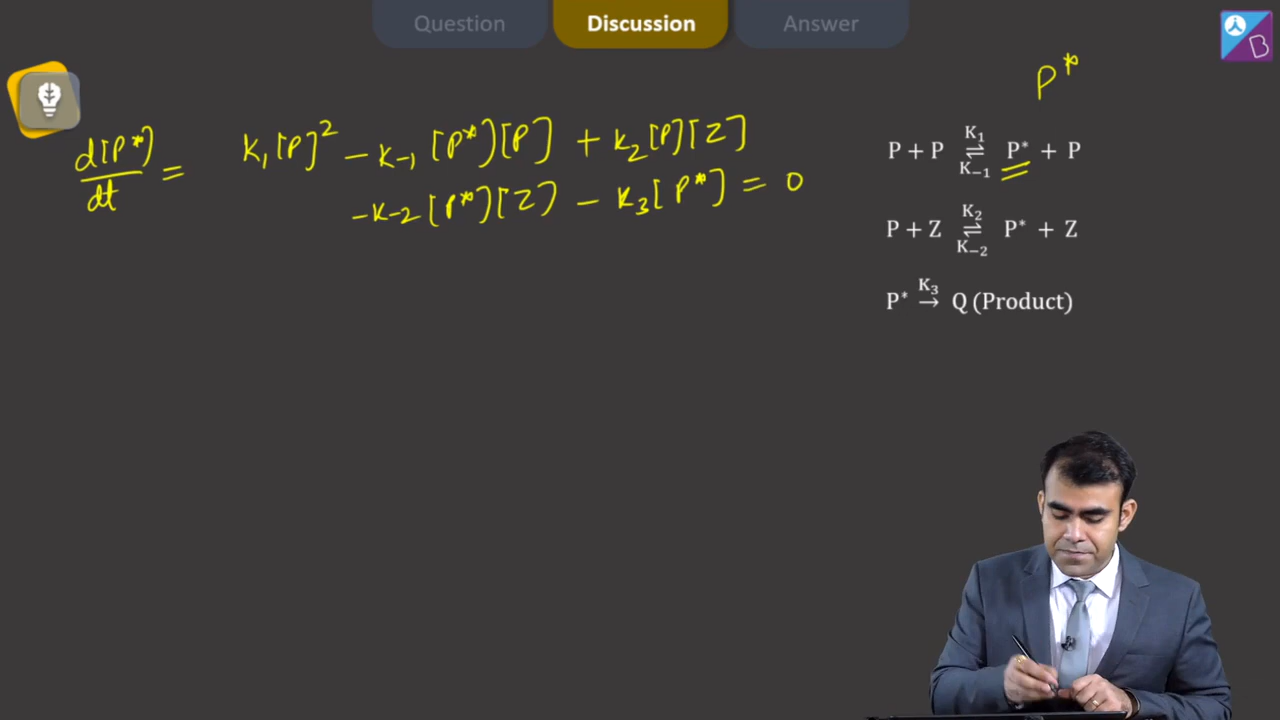 Question Discussion Answer
P*
d[P*]/dt = K₁[P]² - K₋₁[P*][P] + K₂[P][Z]
-K₋₂[P*][Z] - K₃[P*] = 0
P + P ⇌ P* + P K₁ K₋₁
P + Z ⇌ P* + Z K₂ K₋₂
P* → Q (Product) K₃
B